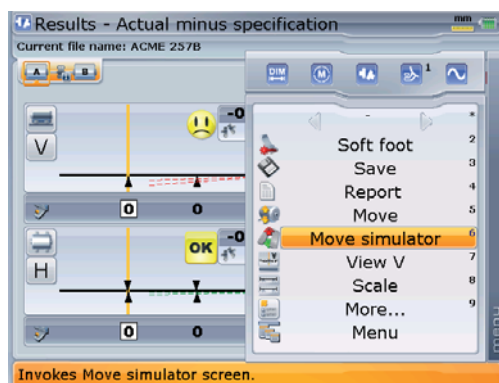 Results - Actual minus specification
mm
Current file name: ACME 257B
A B
DIM M 1
V
-0
0 0
H
OK
-0
0 0
*
Soft foot 2
Save 3
Report 4
Move 5
Move simulator 6
View V 7
Scale 8
More... 9
Menu
menu
Invokes Move simulator screen.